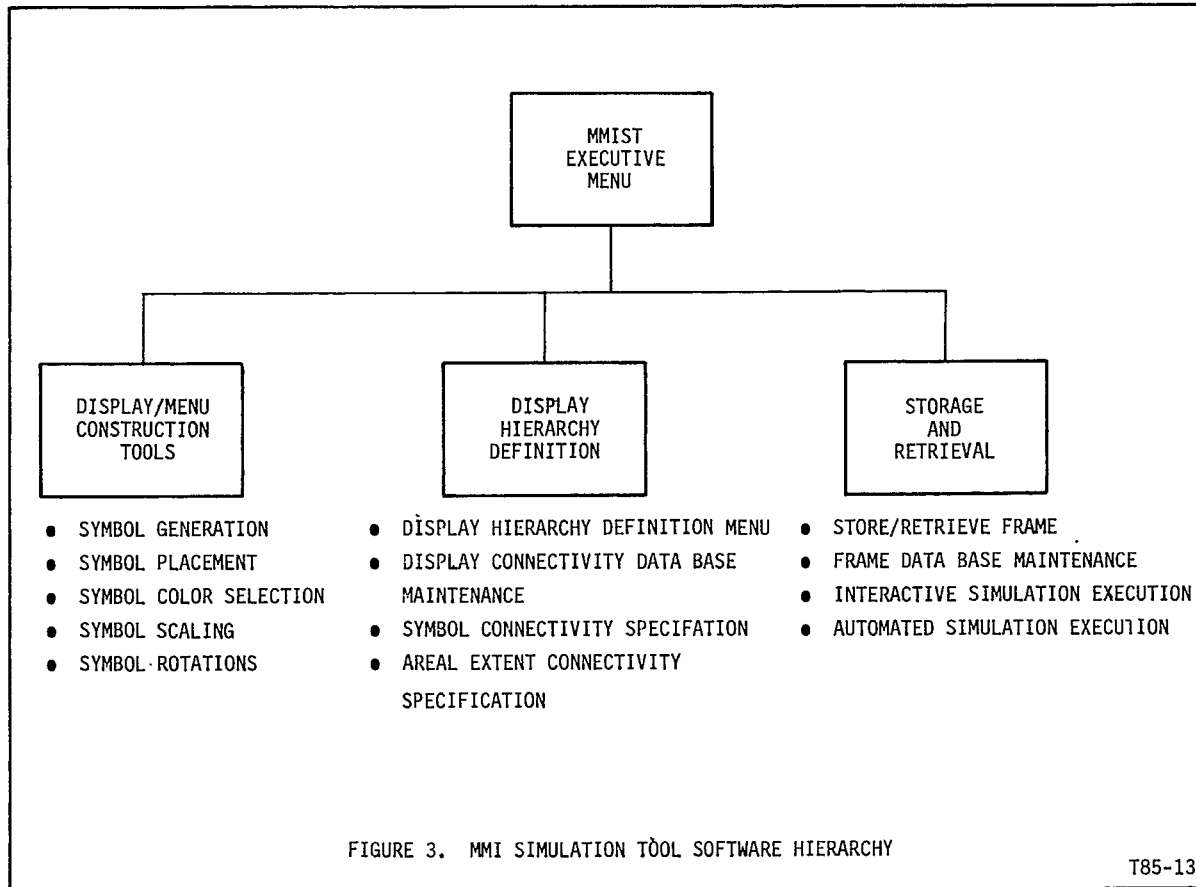 MMIST
EXECUTIVE
MENU
DISPLAY/MENU
CONSTRUCTION
TOOLS
● SYMBOL GENERATION
● SYMBOL PLACEMENT
● SYMBOL COLOR SELECTION
● SYMBOL SCALING
● SYMBOL ROTATIONS
DISPLAY
HIERARCHY
DEFINITION
● DISPLAY HIERARCHY DEFINITION MENU
● DISPLAY CONNECTIVITY DATA BASE
MAINTENANCE
● SYMBOL CONNECTIVITY SPECIFATION
● AREAL EXTENT CONNECTIVITY
SPECIFICATION
STORAGE
AND
RETRIEVAL
● STORE/RETRIEVE FRAME
● FRAME DATA BASE MAINTENANCE
● INTERACTIVE SIMULATION EXECUTION
● AUTOMATED SIMULATION EXECUTION
FIGURE 3. MMI SIMULATION TOOL SOFTWARE HIERARCHY
T85-13